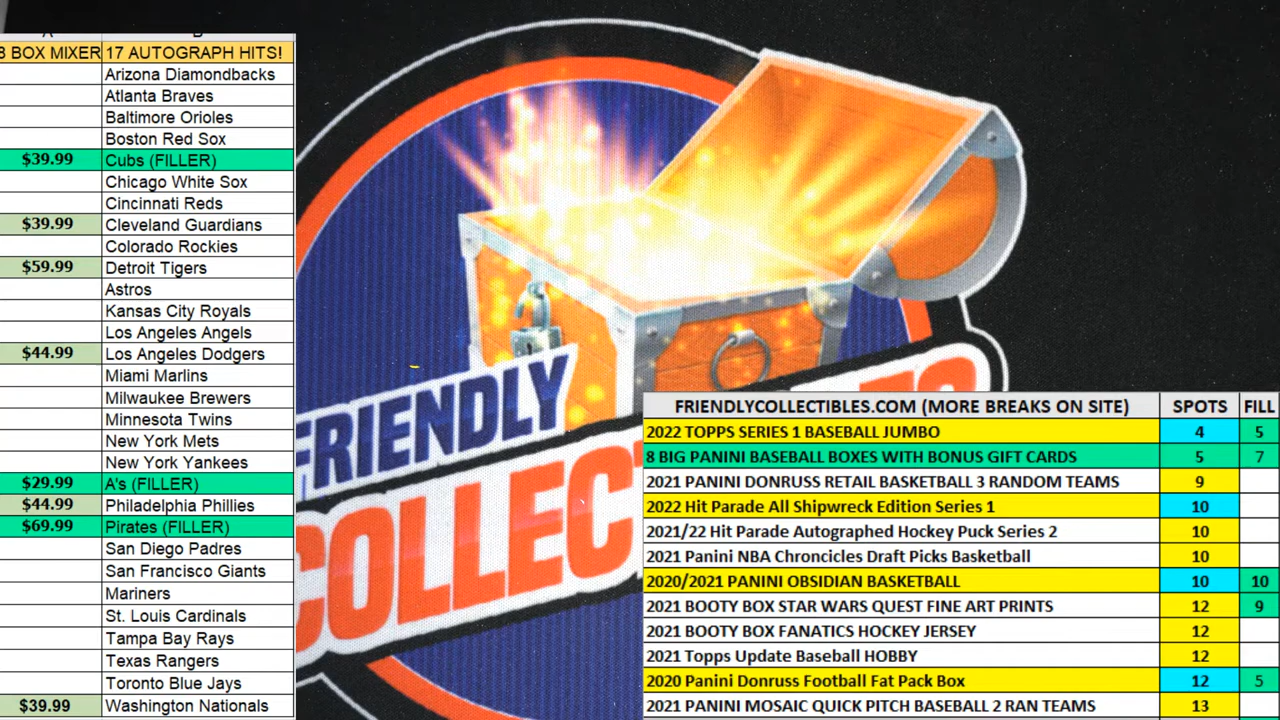 8 BOX MIXER 17 AUTOGRAPH HITS!
Arizona Diamondbacks
Atlanta Braves
Baltimore Orioles
Boston Red Sox
$39.99 Cubs (FILLER)
Chicago White Sox
Cincinnati Reds
$39.99 Cleveland Guardians
Colorado Rockies
$59.99 Detroit Tigers
Astros
Kansas City Royals
Los Angeles Angels
$44.99 Los Angeles Dodgers
Miami Marlins
Milwaukee Brewers
Minnesota Twins
New York Mets
New York Yankees
$29.99 A's (FILLER)
$44.99 Philadelphia Phillies
$69.99 Pirates (FILLER)
San Diego Padres
San Francisco Giants
Mariners
St. Louis Cardinals
Tampa Bay Rays
Texas Rangers
Toronto Blue Jays
$39.99 Washington Nationals
FRIENDLY
COLLECT
FRIENDLYCOLLECTIBLES.COM (MORE BREAKS ON SITE) SPOTS FILL
2022 TOPPS SERIES 1 BASEBALL JUMBO 4 5
8 BIG PANINI BASEBALL BOXES WITH BONUS GIFT CARDS 5 7
2021 PANINI DONRUSS RETAIL BASKETBALL 3 RANDOM TEAMS 9
2022 Hit Parade All Shipwreck Edition Series 1 10
2021/22 Hit Parade Autographed Hockey Puck Series 2 10
2021 Panini NBA Chroncicles Draft Picks Basketball 10
2020/2021 PANINI OBSIDIAN BASKETBALL 10 10
2021 BOOTY BOX STAR WARS QUEST FINE ART PRINTS 12 9
2021 BOOTY BOX FANATICS HOCKEY JERSEY 12
2021 Topps Update Baseball HOBBY 12
2020 Panini Donruss Football Fat Pack Box 12 5
2021 PANINI MOSAIC QUICK PITCH BASEBALL 2 RAN TEAMS 13